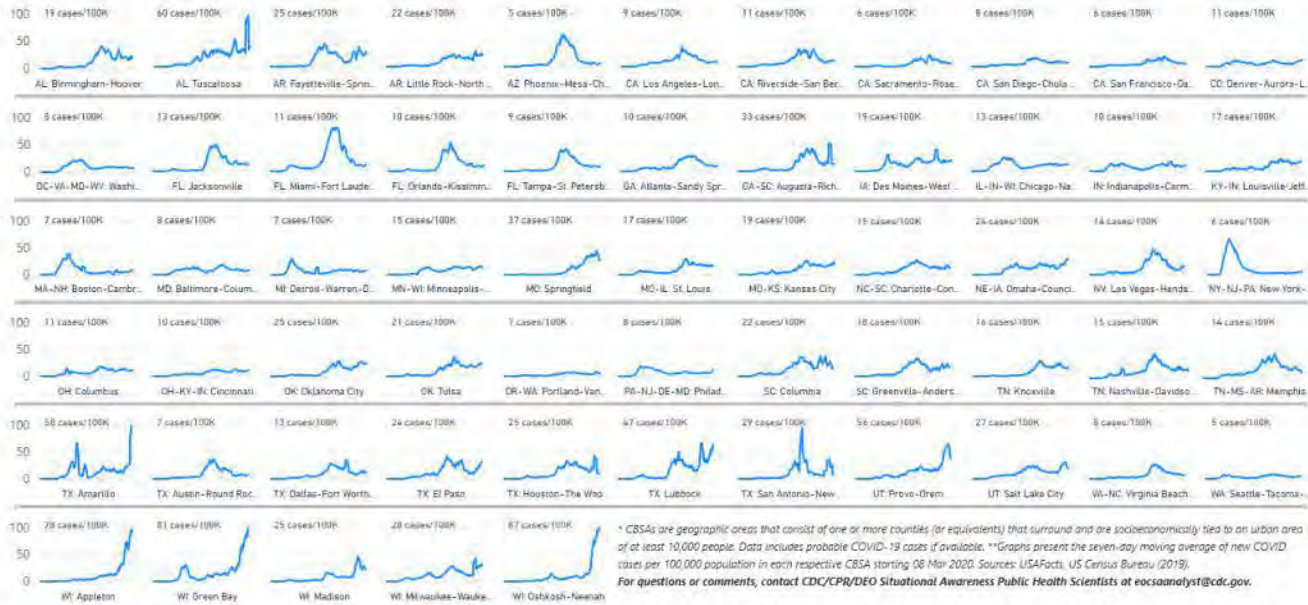 100 19 cases/100K 60 cases/100K 25 cases/100K 22 cases/100K 5 cases/100K 9 cases/100K 11 cases/100K 6 cases/100K 8 cases/100K 6 cases/100K 11 cases/100K
50
0
AL: Birmingham-Hoover AL: Tuscaloosa AR: Fayetteville-Sprin... AR: Little Rock-North ... AZ: Phoenix-Mesa-Ch... CA: Los Angeles-Lon... CA: Riverside-San Ber... CA: Sacramento-Rose... CA: San Diego-Chula ... CA: San Francisco-Oa... CO: Denver-Aurora-L...
100 8 cases/100K 13 cases/100K 11 cases/100K 10 cases/100K 9 cases/100K 10 cases/100K 33 cases/100K 19 cases/100K 13 cases/100K 10 cases/100K 17 cases/100K
50
0
DC-VA-MD-WV: Washi... FL: Jacksonville FL: Miami-Fort Laude... FL: Orlando-Kissimm... FL: Tampa-St. Petersb... GA: Atlanta-Sandy Spr... GA-SC: Augusta-Rich... IA: Des Moines-West ... IL-IN-WI: Chicago-Na... IN: Indianapolis-Carm... KY-IN: Louisville/Jeff...
100 7 cases/100K 8 cases/100K 7 cases/100K 15 cases/100K 37 cases/100K 17 cases/100K 19 cases/100K 15 cases/100K 24 cases/100K 14 cases/100K 6 cases/100K
50
0
MA-NH: Boston-Cambr... MD: Baltimore-Colum... MI: Detroit-Warren-D... MN-WI: Minneapolis-... MO: Springfield MO-IL: St. Louis MO-KS: Kansas City NC-SC: Charlotte-Con... NE-IA: Omaha-Counci... NV: Las Vegas-Hende... NY-NJ-PA: New York-...
100 11 cases/100K 10 cases/100K 25 cases/100K 21 cases/100K 7 cases/100K 8 cases/100K 22 cases/100K 18 cases/100K 16 cases/100K 15 cases/100K 14 cases/100K
50
0
OH: Columbus OH-KY-IN: Cincinnati OK: Oklahoma City OK: Tulsa OR-WA: Portland-Van... PA-NJ-DE-MD: Philad... SC: Columbia SC: Greenville-Anders... TN: Knoxville TN: Nashville-Davidso... TN-MS-AR: Memphis
100 58 cases/100K 7 cases/100K 13 cases/100K 24 cases/100K 25 cases/100K 67 cases/100K 29 cases/100K 56 cases/100K 27 cases/100K 8 cases/100K 5 cases/100K
50
0
TX: Amarillo TX: Austin-Round Roc... TX: Dallas-Fort Worth... TX: El Paso TX: Houston-The Woo... TX: Lubbock TX: San Antonio-New ... UT: Provo-Orem UT: Salt Lake City VA-NC: Virginia Beach... WA: Seattle-Tacoma-...
100 78 cases/100K 81 cases/100K 25 cases/100K 28 cases/100K 87 cases/100K
50
0
WI: Appleton WI: Green Bay WI: Madison WI: Milwaukee-Wauke... WI: Oshkosh-Neenah
* CBSAs are geographic areas that consist of one or more counties (or equivalents) that surround and are socioeconomically tied to an urban area
of at least 10,000 people. Data includes probable COVID-19 cases if available. **Graphs present the seven-day moving average of new COVID
cases per 100,000 population in each respective CBSA starting 08 Mar 2020. Sources: USAFacts, US Census Bureau (2019).
For questions or comments, contact CDC/CPR/DEO Situational Awareness Public Health Scientists at eocsaanalyst@cdc.gov.